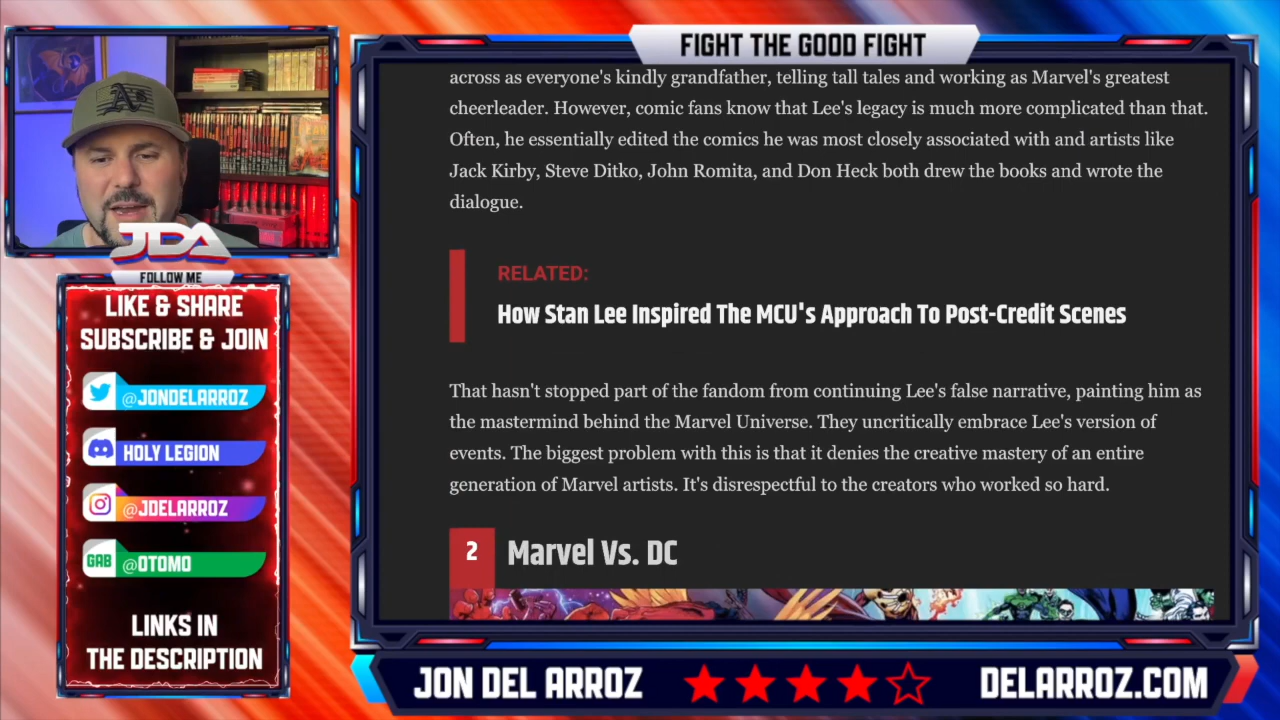 FIGHT THE GOOD FIGHT
across as everyone's kindly grandfather, telling tall tales and working as Marvel's greatest
cheerleader. However, comic fans know that Lee's legacy is much more complicated than that.
Often, he essentially edited the comics he was most closely associated with and artists like
Jack Kirby, Steve Ditko, John Romita, and Don Heck both drew the books and wrote the
dialogue.
RELATED:
How Stan Lee Inspired The MCU's Approach To Post-Credit Scenes
That hasn't stopped part of the fandom from continuing Lee's false narrative, painting him as
the mastermind behind the Marvel Universe. They uncritically embrace Lee's version of
events. The biggest problem with this is that it denies the creative mastery of an entire
generation of Marvel artists. It's disrespectful to the creators who worked so hard.
2 Marvel Vs. DC
A's
JDA
FOLLOW ME
LIKE & SHARE
SUBSCRIBE & JOIN
@JONDELARROZ
HOLY LEGION
@JDELARROZ
GAB @OTOMO
LINKS IN
THE DESCRIPTION
JON DEL ARROZ
DELARROZ.COM